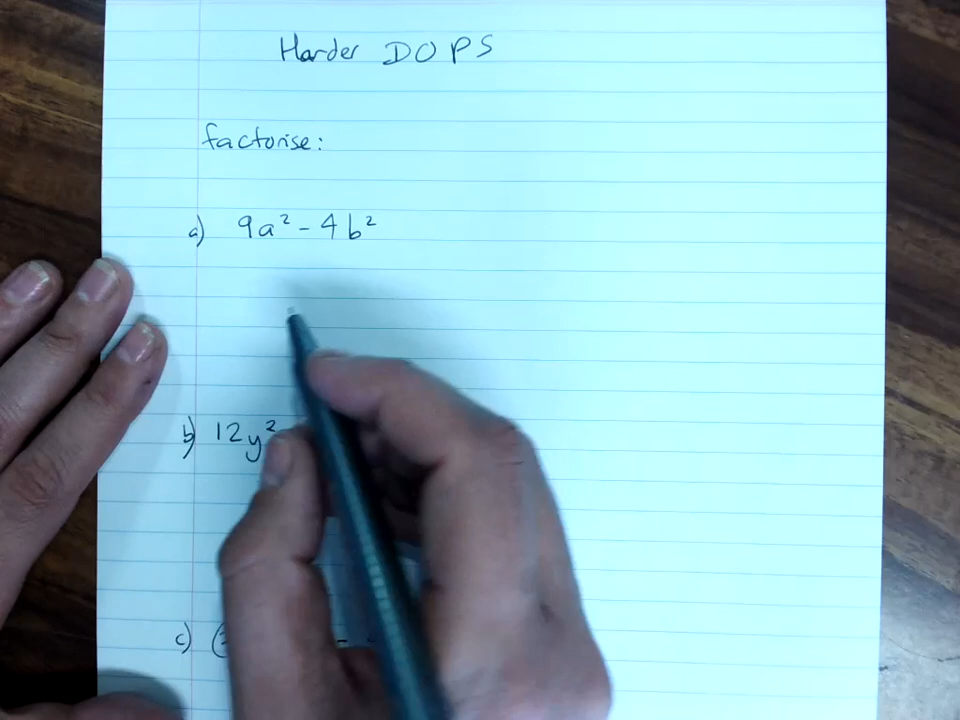 Harder DOPS
factorise:
a) 9a² - 4b²
b) 12y²
c) (